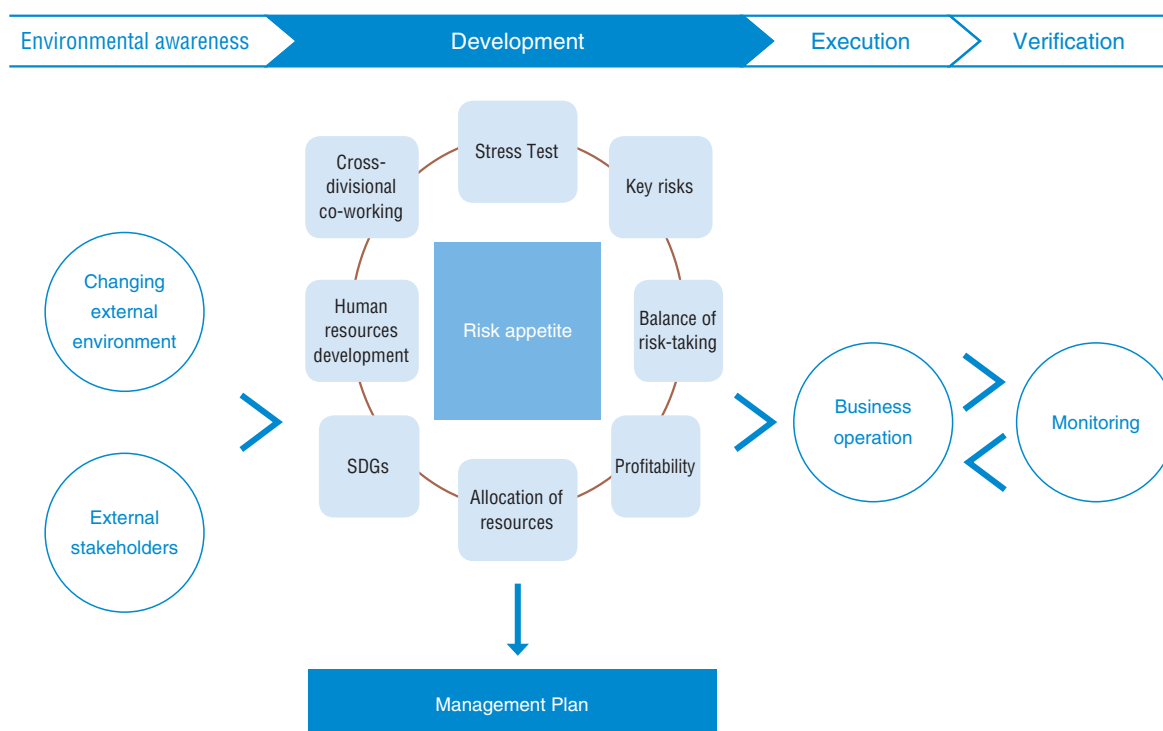 Environmental awareness
Development
Execution
Verification
Stress Test
Cross-
divisional
co-working
Key risks
Changing
external
environment
Human
resources
development
Risk appetite
Balance of
risk-taking
Business
operation
Monitoring
SDGs
Profitability
Allocation of
resources
External
stakeholders
Management Plan